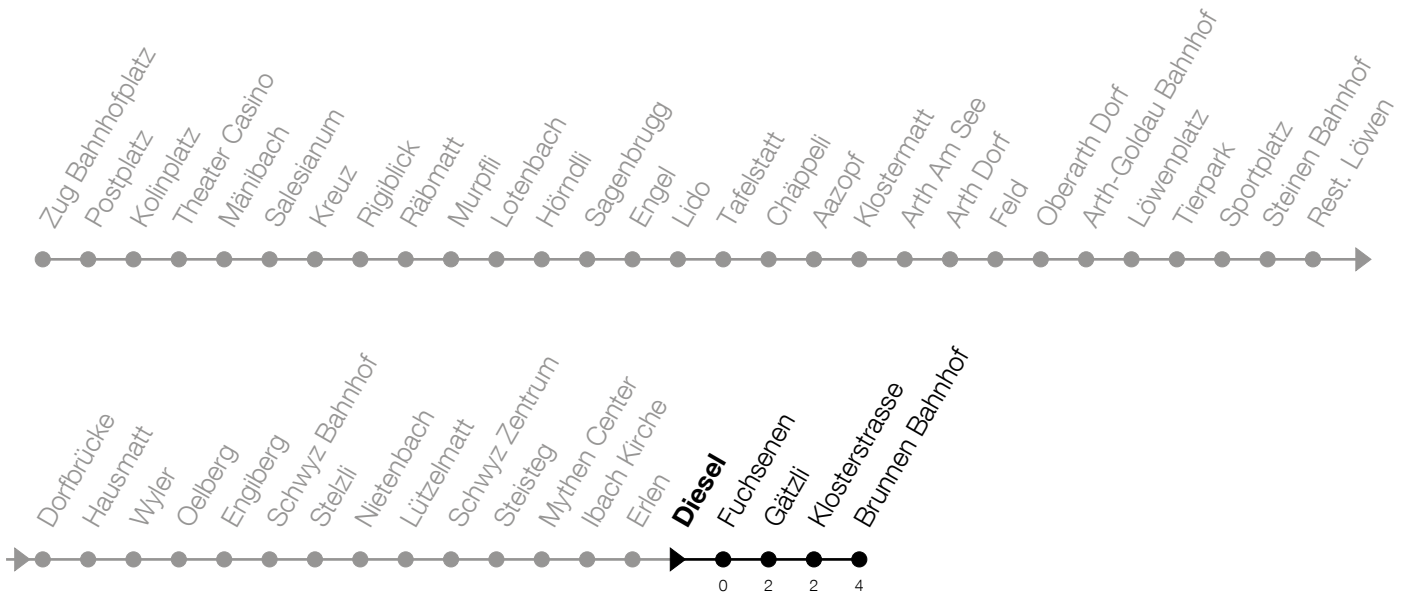 Zug Bahnhofplatz
Postplatz
Kolinplatz
Theater Casino
Mänibach
Salesianum
Kreuz
Rigiblick
Räbmatt
Murpfli
Lotenbach
Hörndli
Sagenbrugg
Engel
Lido
Tafelstatt
Chäppeli
Aazopf
Klostermatt
Arth Am See
Arth Dorf
Feld
Oberarth Dorf
Arth-Goldau Bahnhof
Löwenplatz
Tierpark
Sportplatz
Steinen Bahnhof
Rest. Löwen
Dorfbrücke
Hausmatt
Wyler
Oelberg
Engiberg
Schwyz Bahnhof
Stelzli
Nietenbach
Lützelmatt
Schwyz Zentrum
Steisteg
Mythen Center
Ibach Kirche
Erlen
Diesel
Fuchsenen
Gätzli
Klosterstrasse
Brunnen Bahnhof
0 2 2 4